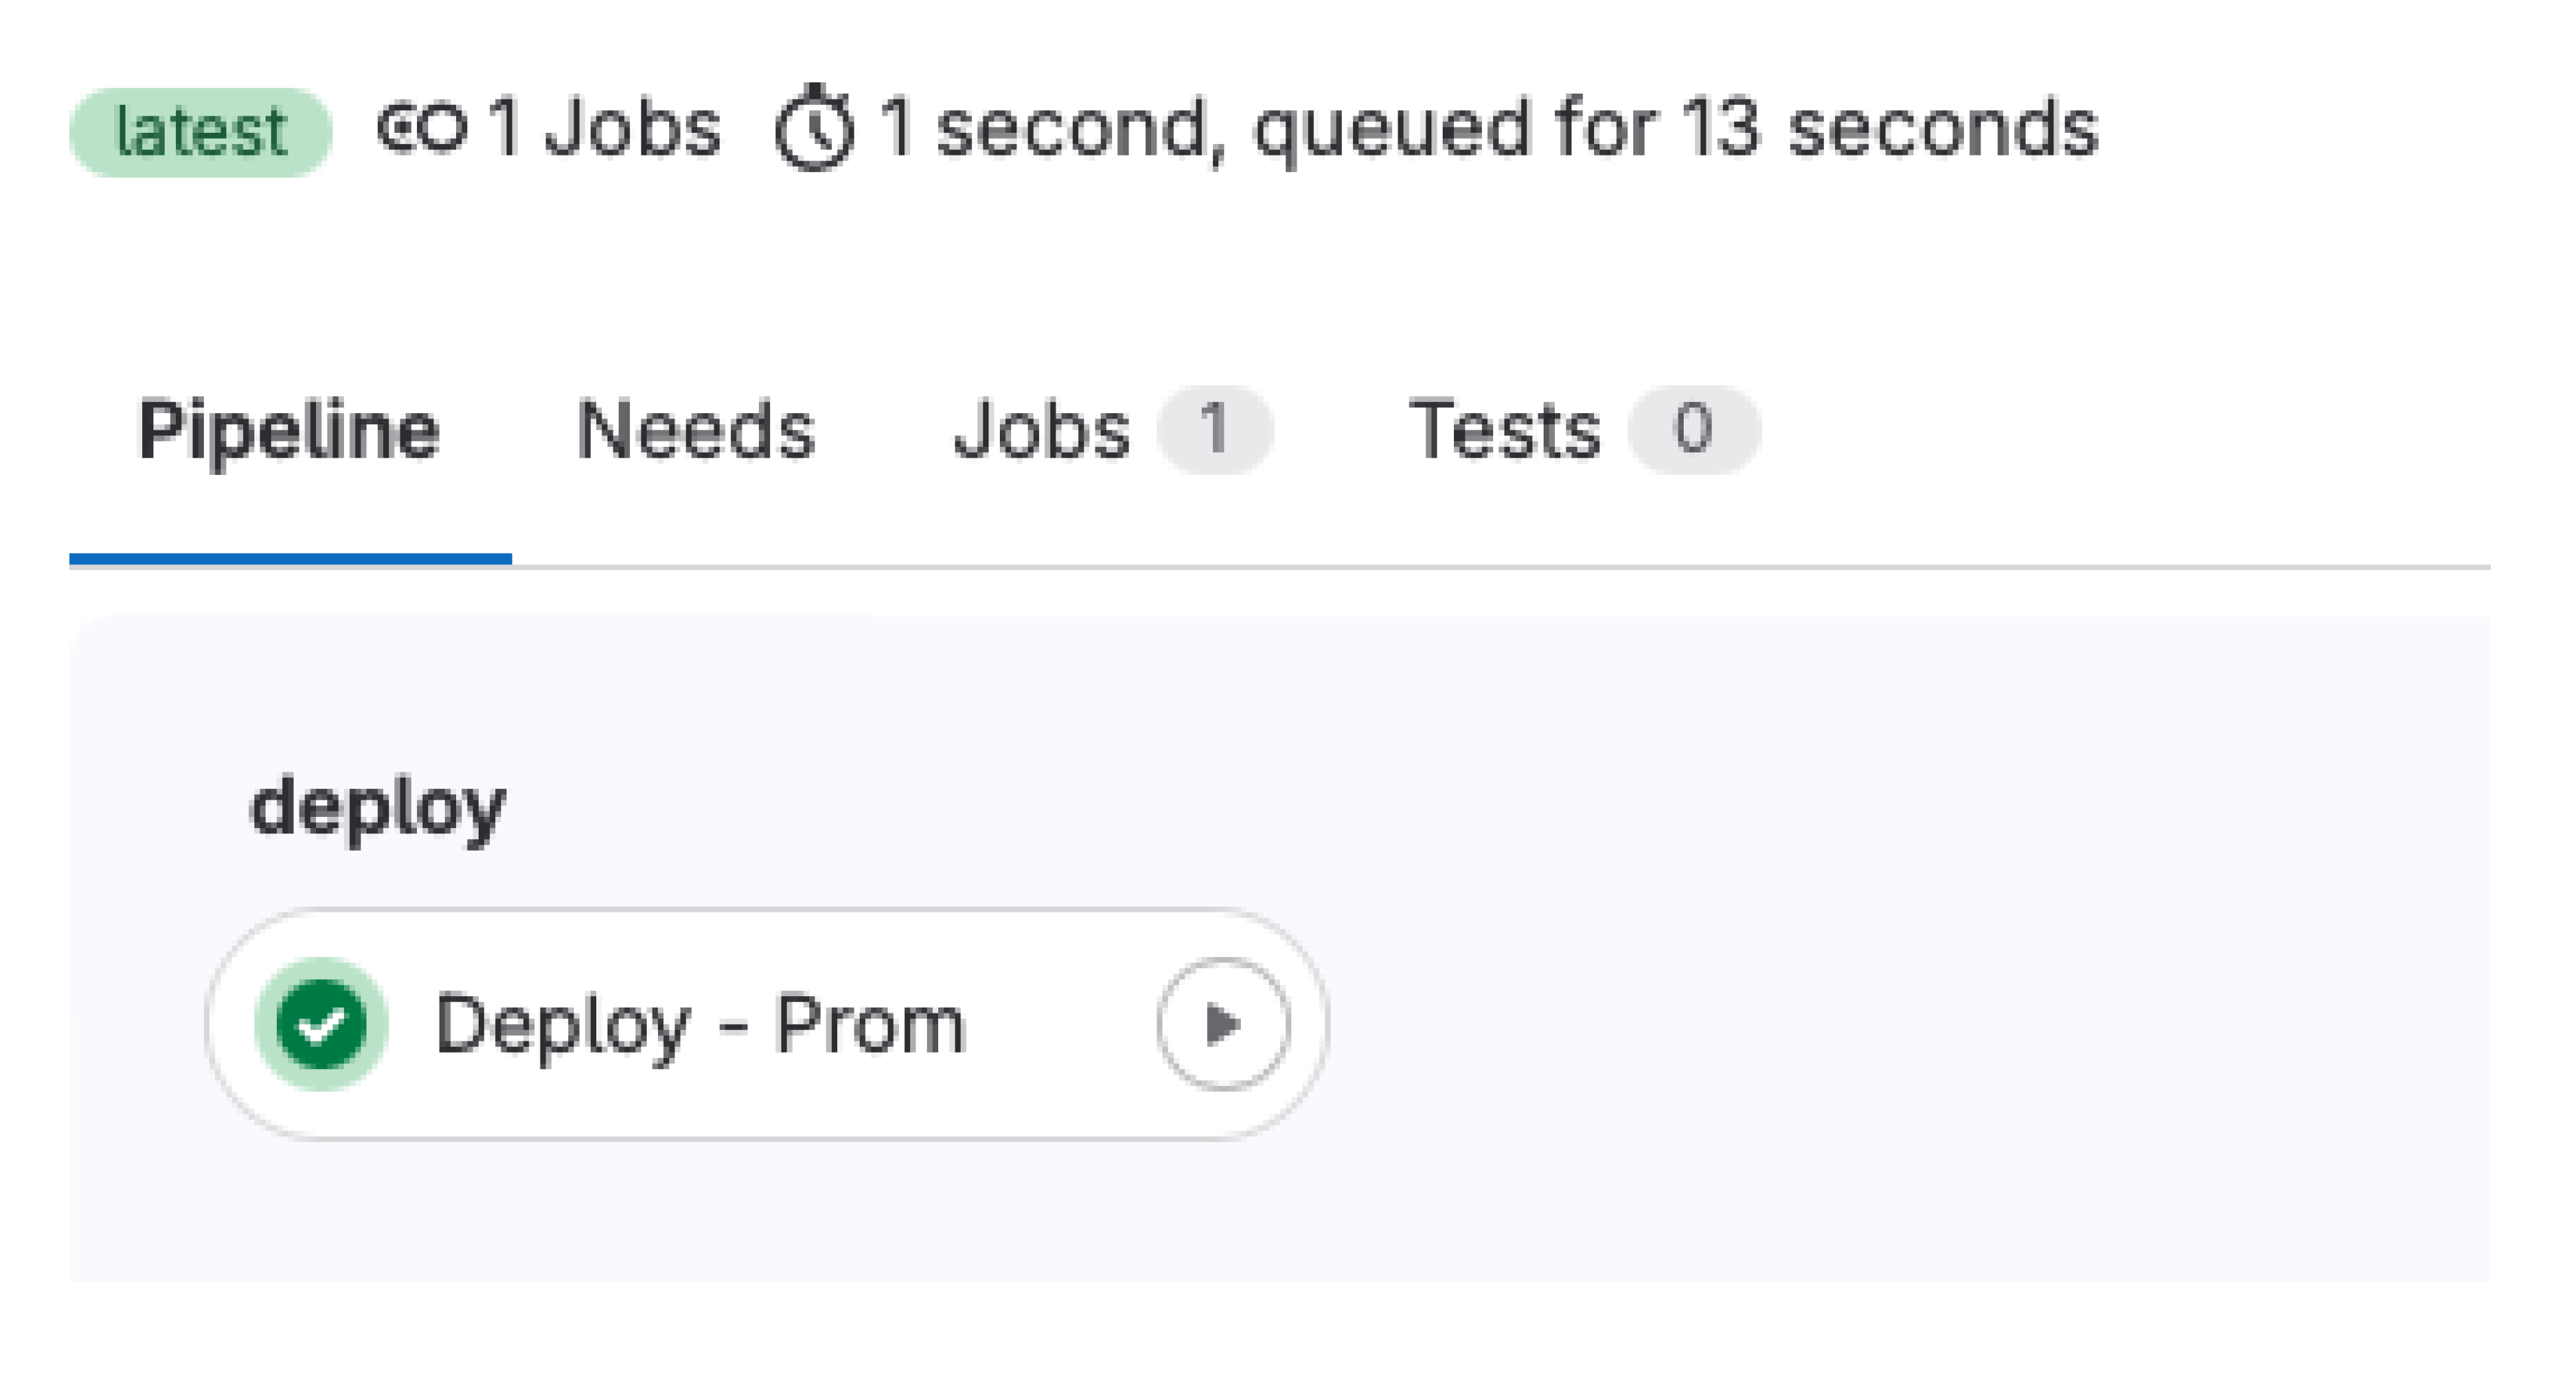 latest 1 Jobs 1 second, queued for 13 seconds
Pipeline Needs Jobs 1 Tests 0
deploy
Deploy - Prom